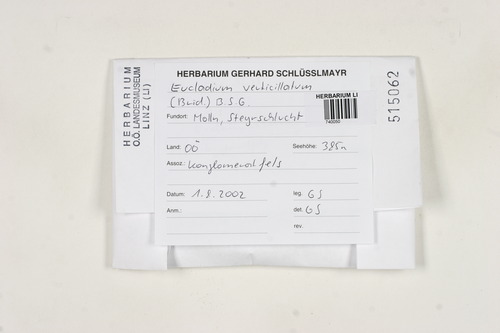 HERBARIUM
O.Ö. LANDESMUSEUM
LINZ (LI)
HERBARIUM GERHARD SCHLÜSSLMAYR
Eucladium verticillatum
(Brid.) B.S.G.
HERBARIUM LI
Fundort: Molln, Steyrschlucht
Land: OÖ Seehöhe: 385m
Assoz.: Konglomeratfels
Datum: 1.8.2002 leg. GS
Anm.: det. GS
rev.
515062